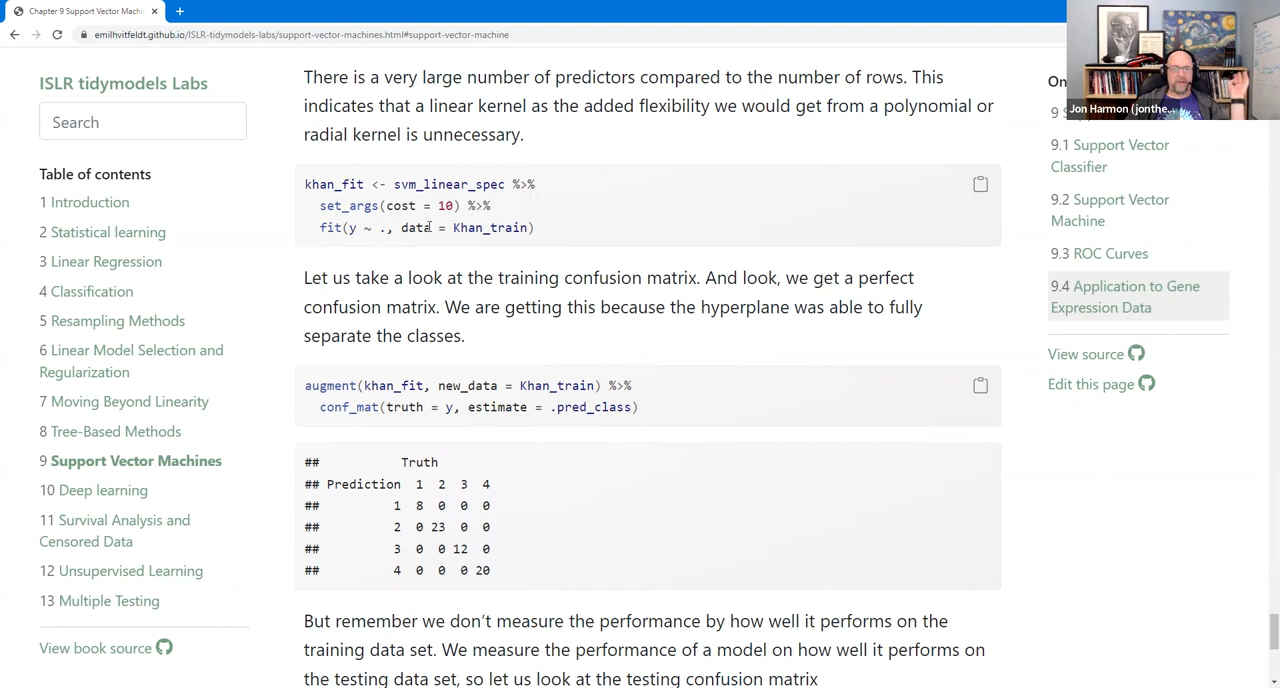 Chapter 9 Support Vector Machin
emilhvitfeldt.github.io/ISLR-tidymodels-labs/support-vector-machines.html#support-vector-machine
ISLR tidymodels Labs
Search
Table of contents
1 Introduction
2 Statistical learning
3 Linear Regression
4 Classification
5 Resampling Methods
6 Linear Model Selection and
Regularization
7 Moving Beyond Linearity
8 Tree-Based Methods
9 Support Vector Machines
10 Deep learning
11 Survival Analysis and
Censored Data
12 Unsupervised Learning
13 Multiple Testing
View book source
There is a very large number of predictors compared to the number of rows. This
indicates that a linear kernel as the added flexibility we would get from a polynomial or
radial kernel is unnecessary.
khan_fit <- svm_linear_spec %>%
set_args(cost = 10) %>%
fit(y ~ ., data = Khan_train)
Let us take a look at the training confusion matrix. And look, we get a perfect
confusion matrix. We are getting this because the hyperplane was able to fully
separate the classes.
augment(khan_fit, new_data = Khan_train) %>%
conf_mat(truth = y, estimate = .pred_class)
## Truth
## Prediction 1 2 3 4
## 1 8 0 0 0
## 2 0 23 0 0
## 3 0 0 12 0
## 4 0 0 0 20
But remember we don't measure the performance by how well it performs on the
training data set. We measure the performance of a model on how well it performs on
the testing data set, so let us look at the testing confusion matrix
Jon Harmon (jonthe...
On
9 S
9.1 Support Vector
Classifier
9.2 Support Vector
Machine
9.3 ROC Curves
9.4 Application to Gene
Expression Data
View source
Edit this page